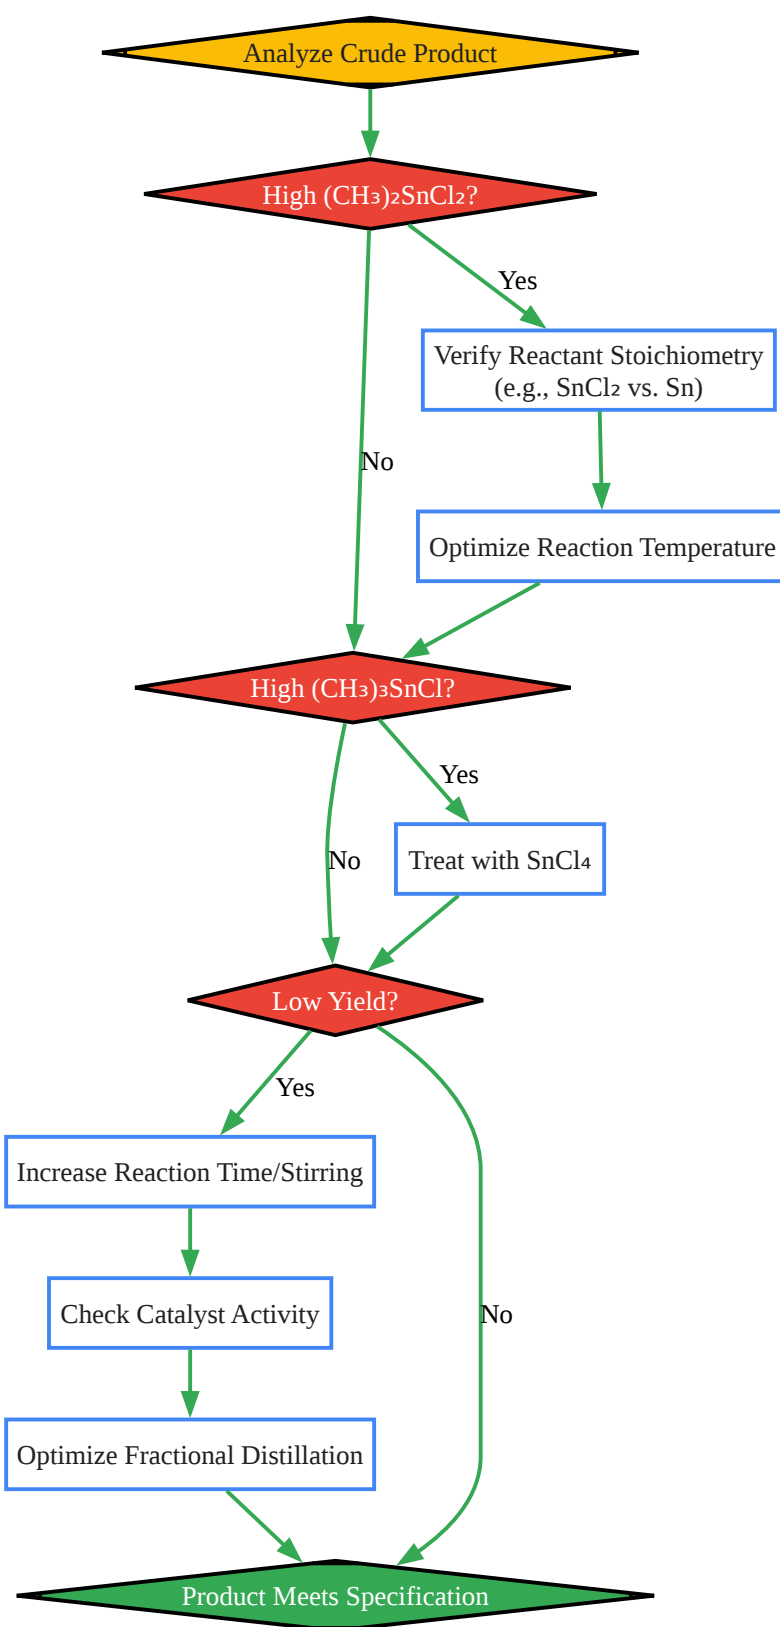 Analyze Crude Product
High (CH₃)₂SnCl₂?
Yes
Verify Reactant Stoichiometry
(e.g., SnCl₂ vs. Sn)
No
Optimize Reaction Temperature
High (CH₃)₃SnCl?
Yes
No
Treat with SnCl₄
Low Yield?
Yes
Increase Reaction Time/Stirring
Check Catalyst Activity
No
Optimize Fractional Distillation
Product Meets Specification